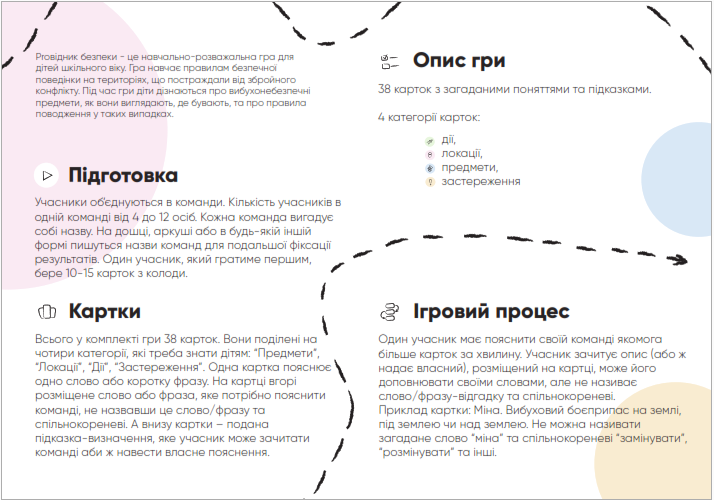 Провідник безпеки - це навчально-розважальна гра для
дітей шкільного віку. Гра навчає правилам безпечної
поведінки на територіях, що постраждали від збройного
конфлікту. Під час гри діти дізнаються про вибухонебезпечні
предмети, як вони виглядають, де бувають, та про правила
поводження у таких випадках.
Підготовка
Учасники об'єднуються в команди. Кількість учасників в
одній команді від 4 до 12 осіб. Кожна команда вигадує
собі назву. На дошці, аркуші або в будь-якій іншій
формі пишуться назви команд для подальшої фіксації
результатів. Один учасник, який гратиме першим,
бере 10-15 карток з колоди.
Картки
Всього у комплекті гри 38 карток. Вони поділені на
чотири категорії, які треба знати дітям: “Предмети”,
“Локації”, “Дії”, “Застереження”. Одна картка пояснює
одно слово або коротку фразу. На картці вгорі
розміщене слово або фраза, яке потрібно пояснити
команді, не назвавши це слово/фразу та
спільнокореневі. А внизу картки – подана
підказка-визначення, яке учасник може зачитати
команді аби ж навести власне пояснення.
Опис гри
38 карток з загаданими поняттями та підказками.
4 категорії карток:
дії,
локації,
предмети,
застереження
Ігровий процес
Один учасник має пояснити своїй команді якомога
більше карток за хвилину. Учасник зачитує опис (або ж
надає власний), розміщений на картці, може його
доповнювати своїми словами, але не називає
слово/фразу-відгадку та спільнокореневі.
Приклад картки: Міна. Вибуховий боєприпас на землі,
під землею чи над землею. Не можна називати
загадане слово “міна” та спільнокореневі “замінувати”,
“розмінувати” та інші.